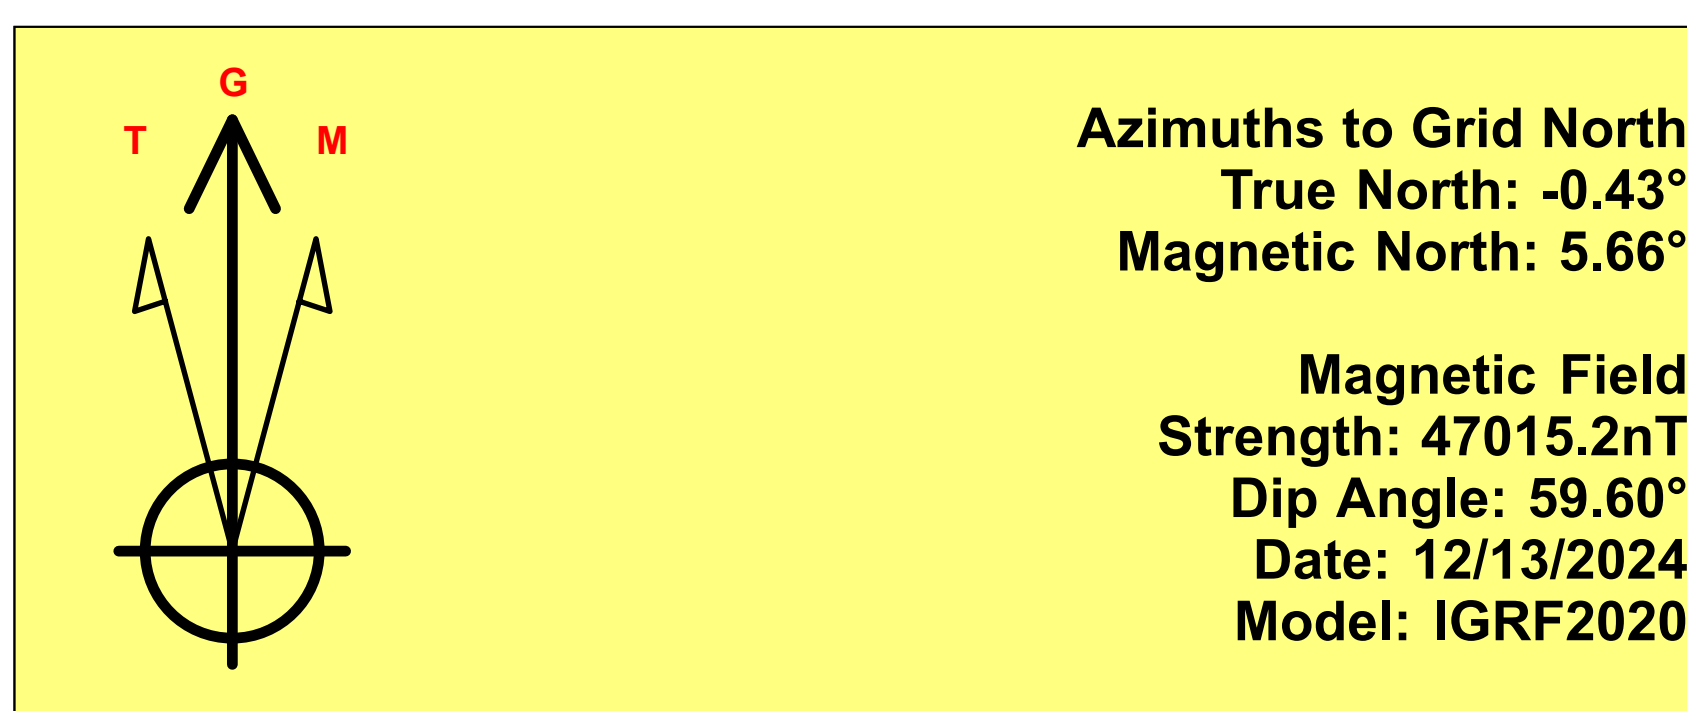 G
T M
Azimuths to Grid North
True North: -0.43°
Magnetic North: 5.66°
Magnetic Field
Strength: 47015.2nT
Dip Angle: 59.60°
Date: 12/13/2024
Model: IGRF2020